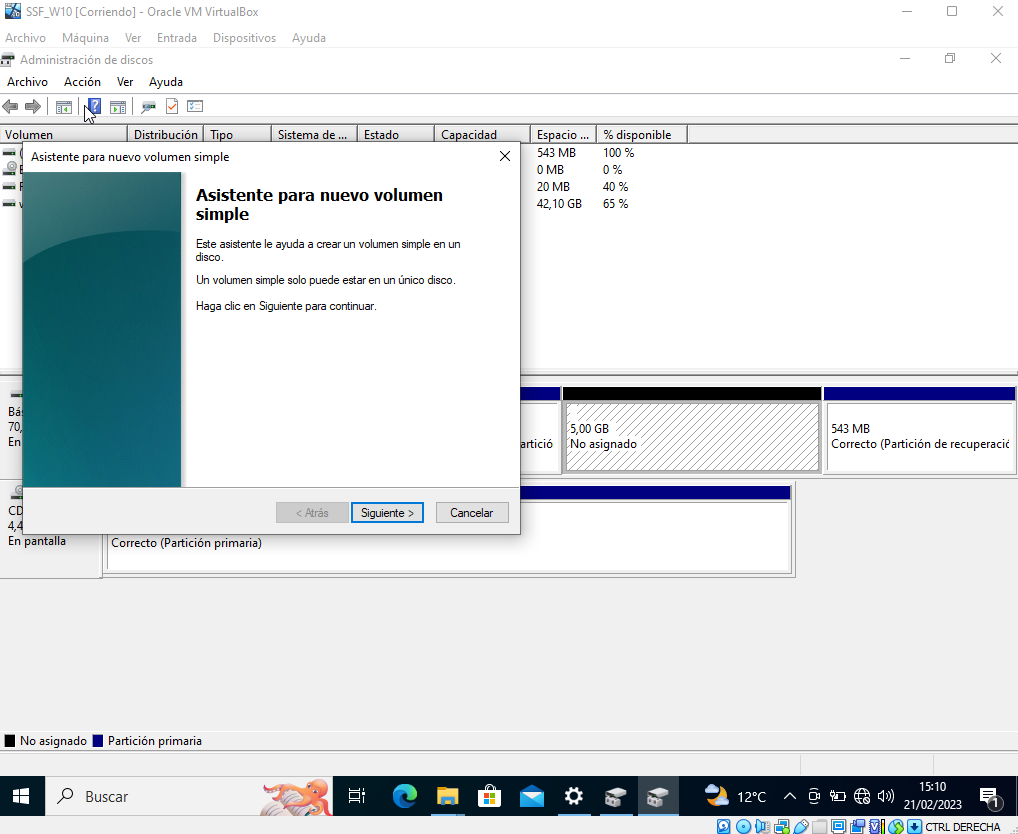 SSF_W10 [Corriendo] - Oracle VM VirtualBox
Archivo Máquina Ver Entrada Dispositivos Ayuda
Administración de discos
Archivo Acción Ver Ayuda
Volumen Distribución Tipo Sistema de ... Estado Capacidad Espacio ... % disponible
543 MB 100 %
0 MB 0 %
20 MB 40 %
42,10 GB 65 %
Asistente para nuevo volumen simple
Asistente para nuevo volumen
simple
Este asistente le ayuda a crear un volumen simple en un
disco.
Un volumen simple solo puede estar en un único disco.
Haga clic en Siguiente para continuar.
< Atrás Siguiente > Cancelar
Bás
70,
En
artició
5,00 GB
No asignado
543 MB
Correcto (Partición de recuperació
CD
4,4
En pantalla
Correcto (Partición primaria)
No asignado Partición primaria
Buscar
12°C
15:10
21/02/2023
1
CTRL DERECHA